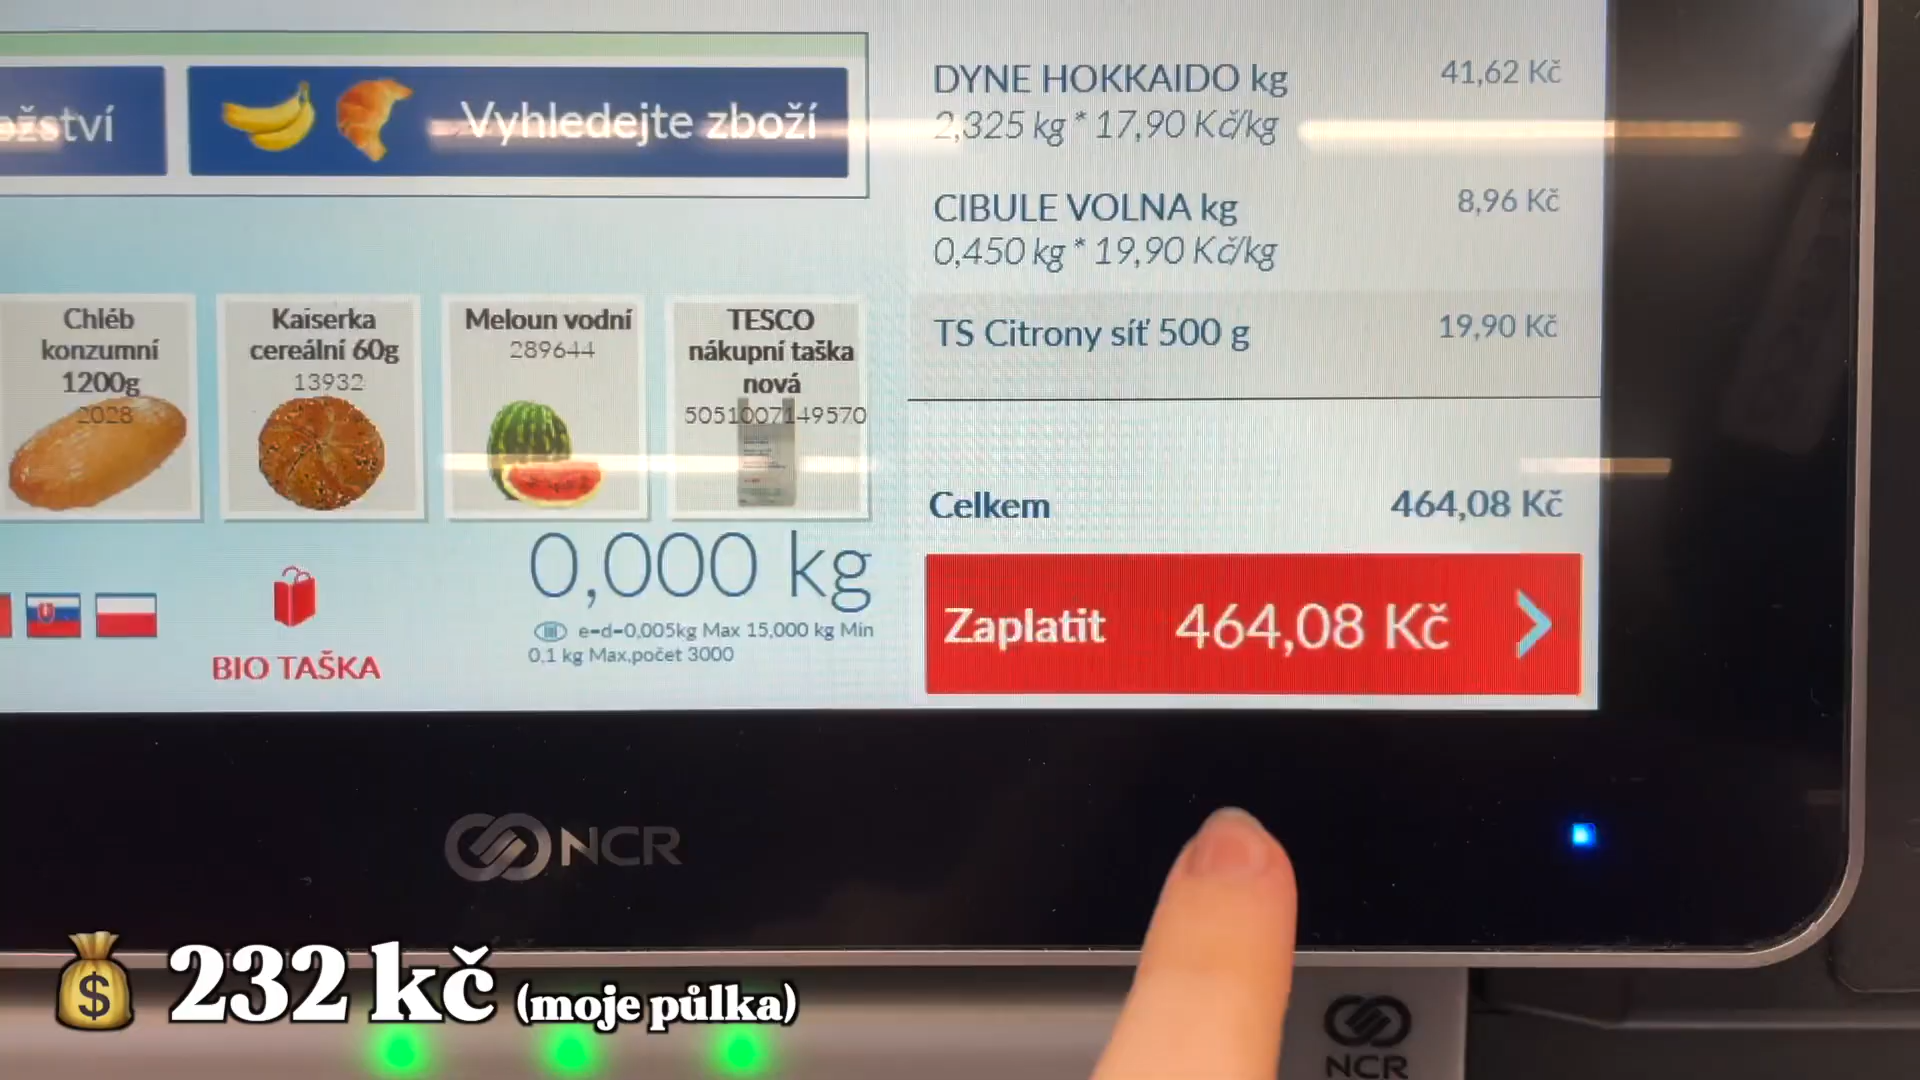 ožství
Vyhledejte zboží
DYNE HOKKAIDO kg 41,62 Kč
2,325 kg * 17,90 Kč/kg
CIBULE VOLNA kg 8,96 Kč
0,450 kg * 19,90 Kč/kg
TS Citrony síť 500 g 19,90 Kč
Celkem 464,08 Kč
Zaplatit 464,08 Kč
Chléb
konzumní
1200g
2028
Kaiserka
cereální 60g
13932
Meloun vodní
289644
TESCO
nákupní taška
nová
5051007149570
BIO TAŠKA
0,000 kg
e=d=0,005kg Max 15,000 kg Min
0,1 kg Max,počet 3000
NCR
232 kč (moje půlka)
NCR